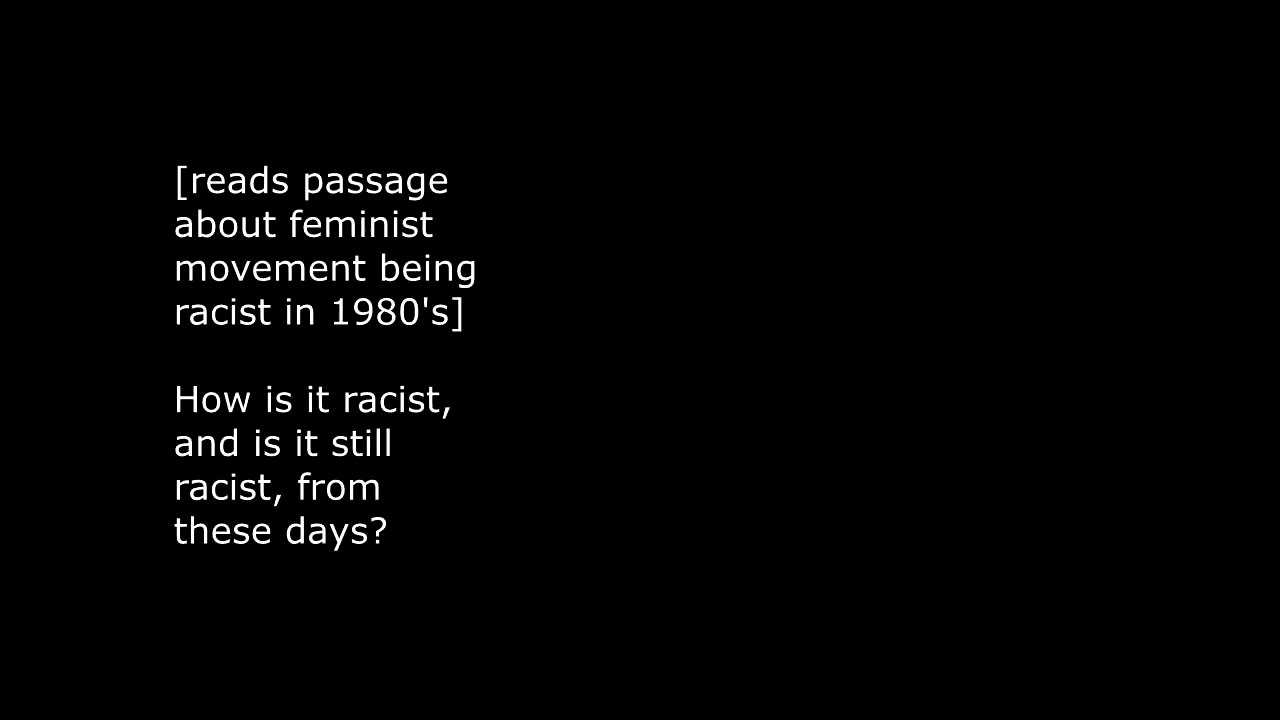 [reads passage
about feminist
movement being
racist in 1980's]
How is it racist,
and is it still
racist, from
these days?